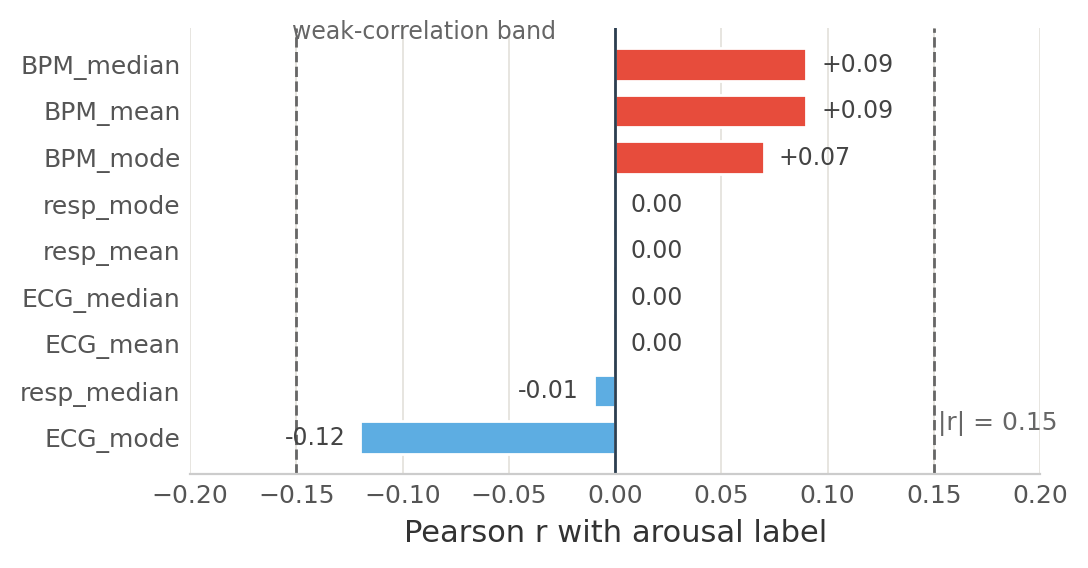 weak-correlation band
BPM_median +0.09
BPM_mean +0.09
BPM_mode +0.07
resp_mode 0.00
resp_mean 0.00
ECG_median 0.00
ECG_mean 0.00
resp_median -0.01
|r| = 0.15
ECG_mode -0.12
−0.20 −0.15 −0.10 −0.05 0.00 0.05 0.10 0.15 0.20
Pearson r with arousal label